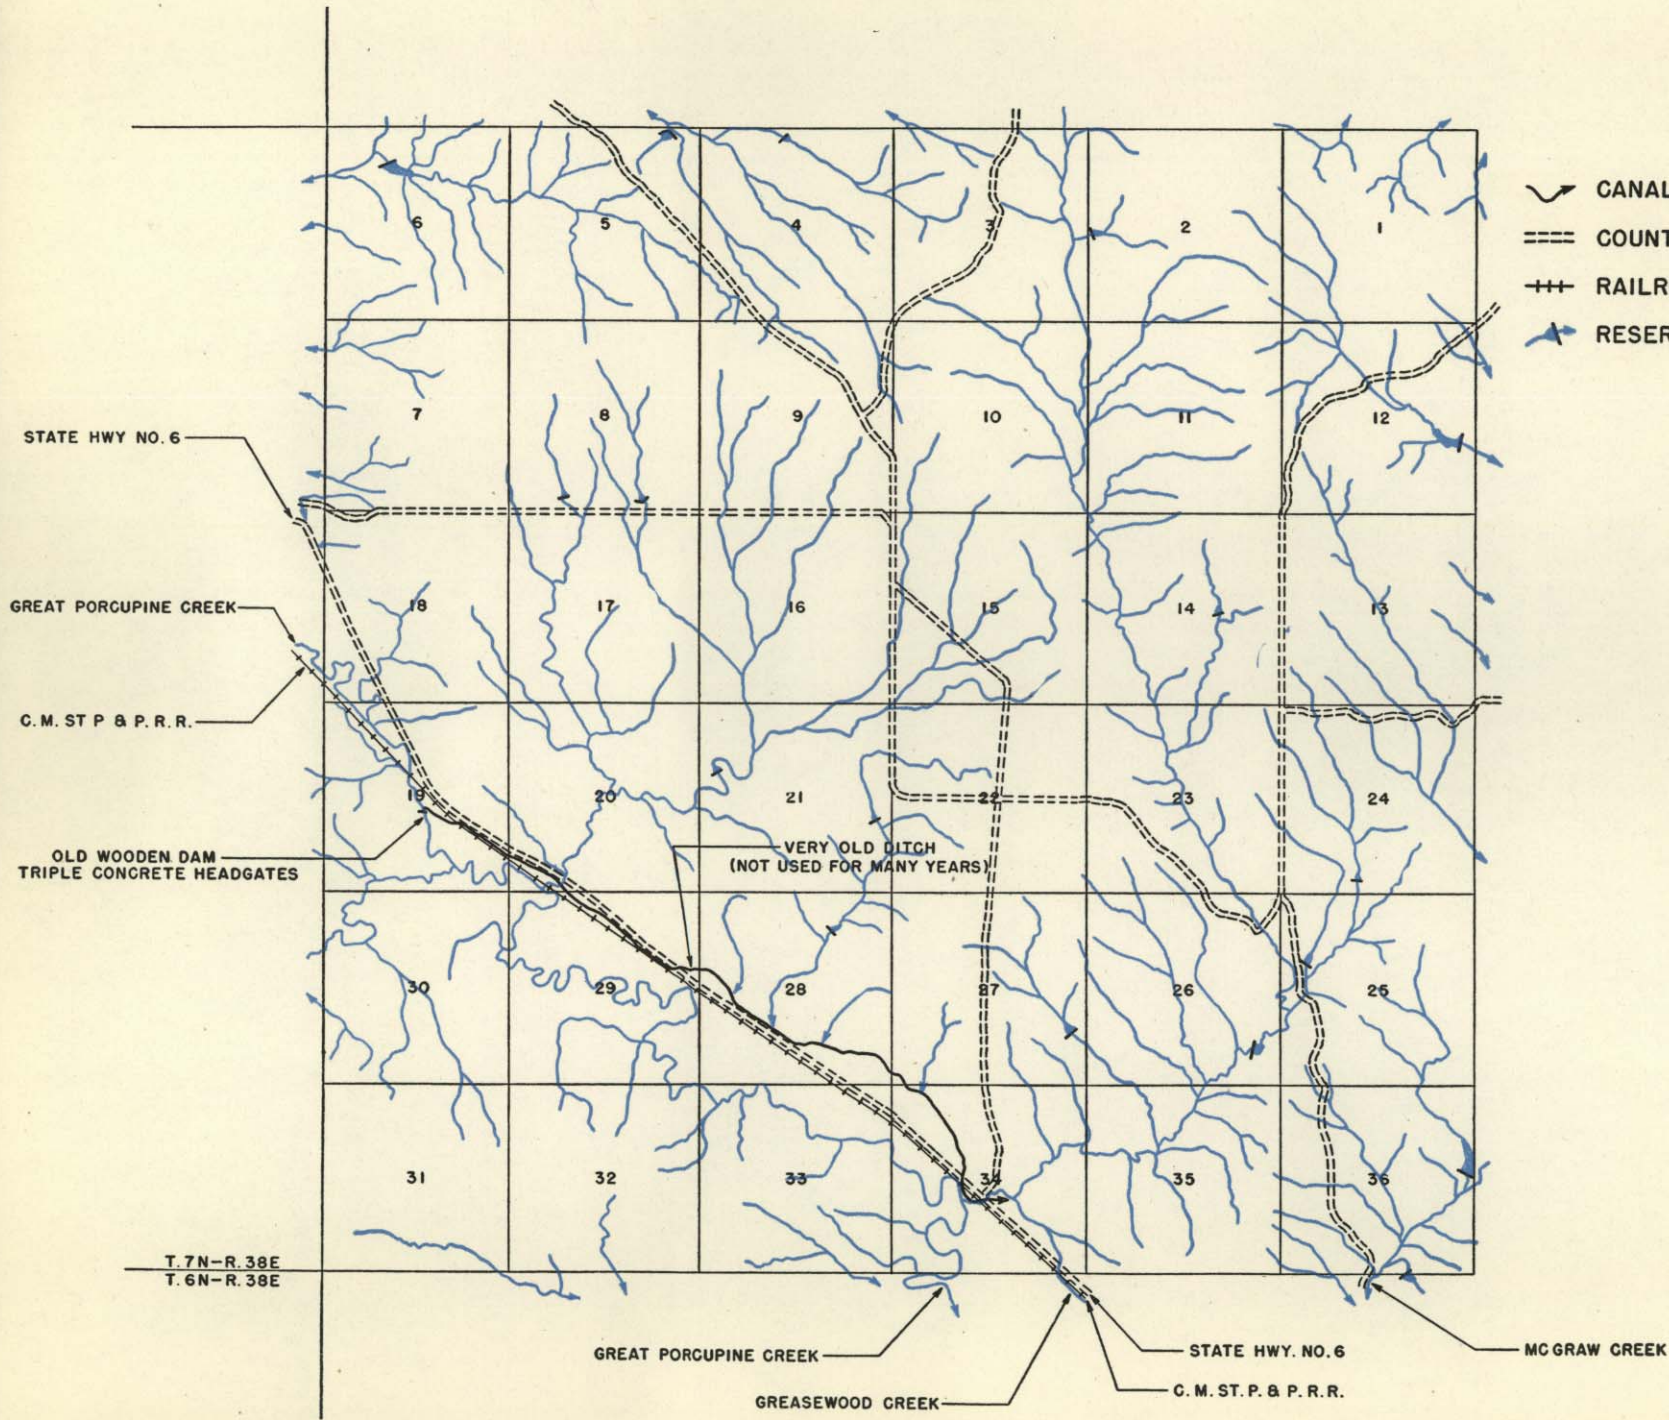 6
5
4
3
2
1
CANAL
COUNT
RAILR
RESER
7
8
9
10
11
12
STATE HWY NO. 6
GREAT PORCUPINE CREEK
18
17
16
15
14
13
C.M. ST P & P. R. R.
19
20
21
22
23
24
OLD WOODEN DAM
TRIPLE CONCRETE HEADGATES
VERY OLD DITCH
(NOT USED FOR MANY YEARS)
30
29
28
27
26
25
31
32
33
34
35
36
T. 7N-R. 38E
T. 6N-R. 38E
GREAT PORCUPINE CREEK
STATE HWY. NO. 6
MC GRAW CREEK
GREASEWOOD CREEK
C. M. ST. P. & P. R. R.